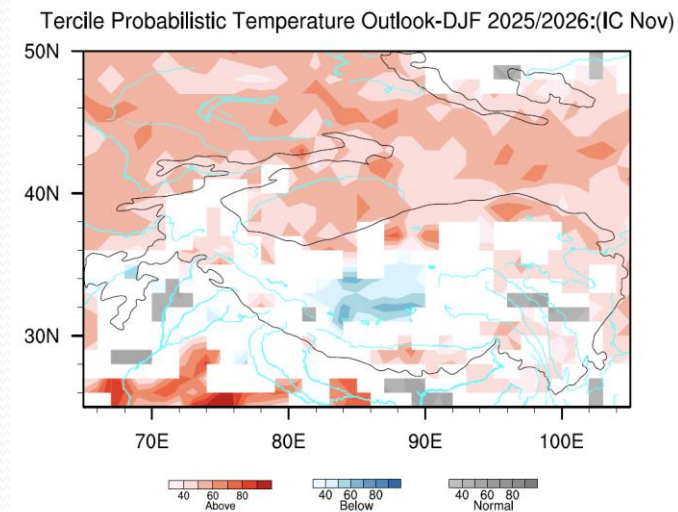 Tercile Probabilistic Temperature Outlook-DJF 2025/2026:(IC Nov)
50N
40N
30N
70E 80E 90E 100E
40 60 80 40 60 80 40 60 80
Above Below Normal